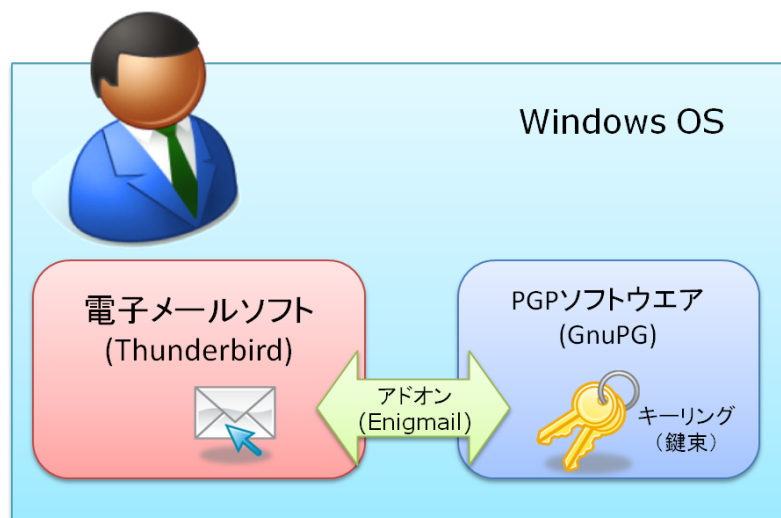 Windows OS
電子メールソフト
(Thunderbird)
PGPソフトウエア
(GnuPG)
アドオン
(Enigmail)
キーリング
（鍵束）